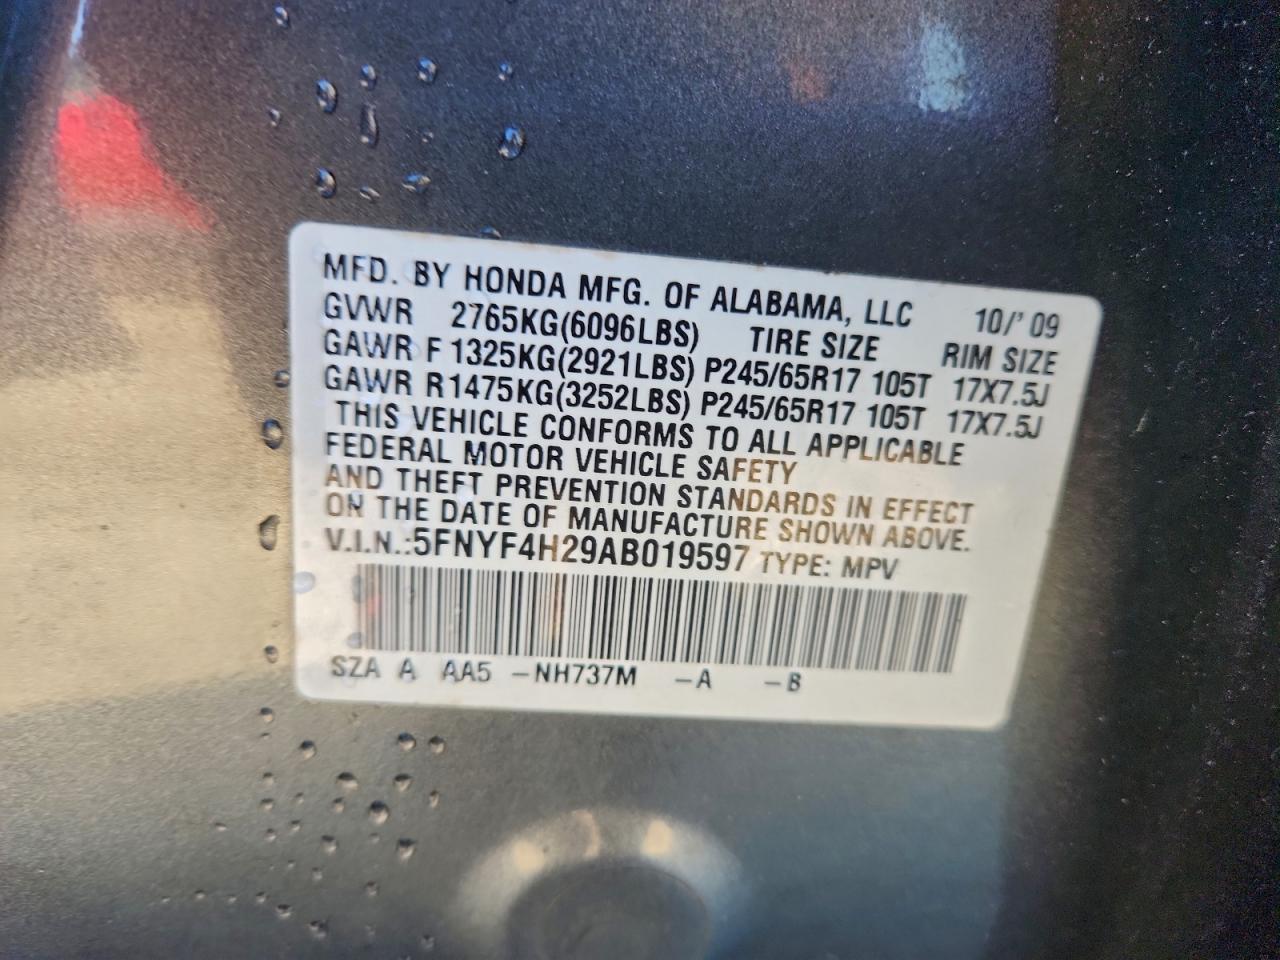 MFD. BY HONDA MFG. OF ALABAMA, LLC 10/'09
GVWR 2765KG(6096LBS) TIRE SIZE RIM SIZE
GAWR F 1325KG(2921LBS) P245/65R17 105T 17X7.5J
GAWR R1475KG(3252LBS) P245/65R17 105T 17X7.5J
THIS VEHICLE CONFORMS TO ALL APPLICABLE
FEDERAL MOTOR VEHICLE SAFETY
AND THEFT PREVENTION STANDARDS IN EFFECT
ON THE DATE OF MANUFACTURE SHOWN ABOVE.
V.I.N.:5FNYF4H29AB019597 TYPE: MPV
SZA A AA5 -NH737M -A -B